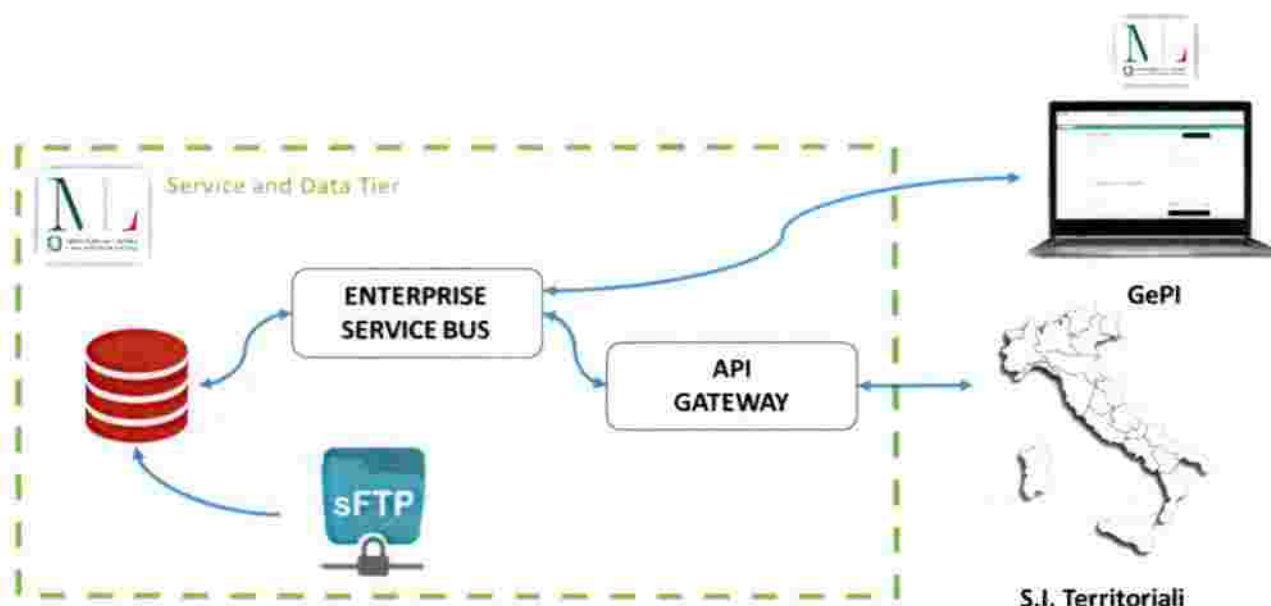 Service and Data Tier
ENTERPRISE
SERVICE BUS
API
GATEWAY
sFTP
GePI
S.I. Territoriali